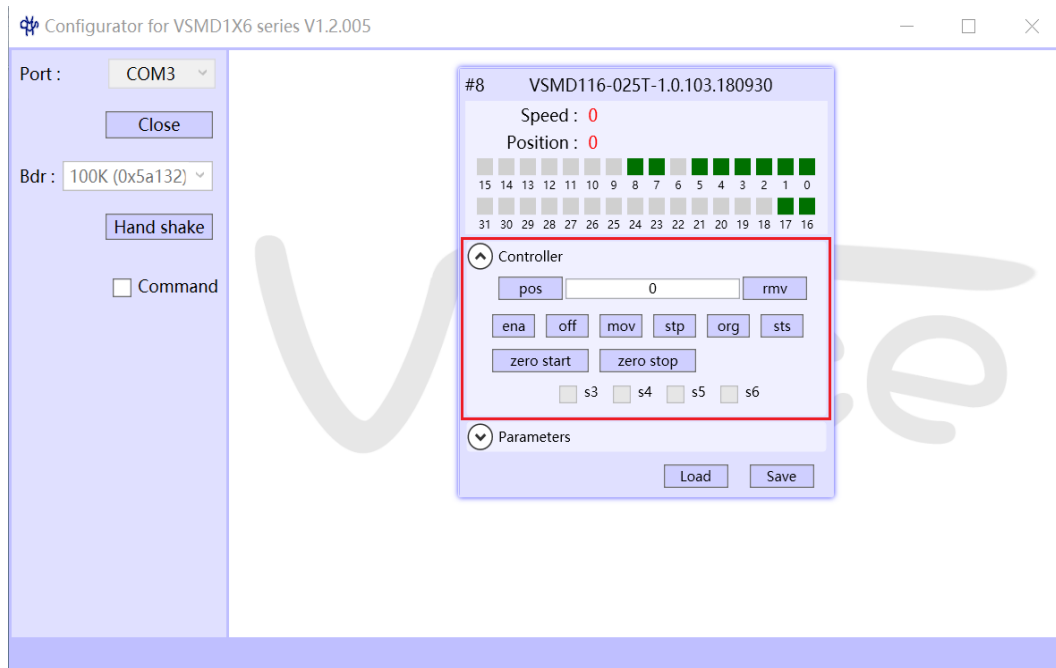 Configurator for VSMD1X6 series V1.2.005
Port : COM3
Close
Bdr : 100K (0x5a132)
Hand shake
Command
#8 VSMD116-025T-1.0.103.180930
Speed : 0
Position : 0
15 14 13 12 11 10 9 8 7 6 5 4 3 2 1 0
31 30 29 28 27 26 25 24 23 22 21 20 19 18 17 16
Controller
pos 0 rmv
ena off mov stp org sts
zero start zero stop
s3 s4 s5 s6
Parameters
Load Save